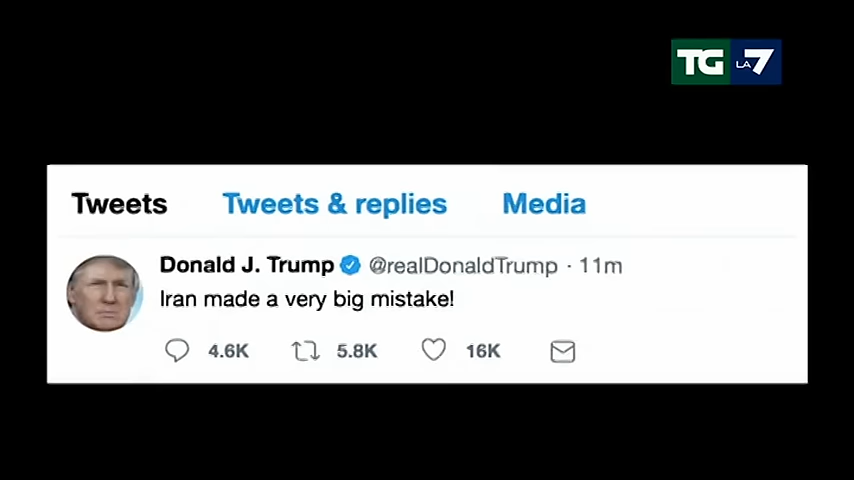 TG LA7
Tweets Tweets & replies Media
Donald J. Trump @realDonaldTrump · 11m
Iran made a very big mistake!
4.6K 5.8K 16K